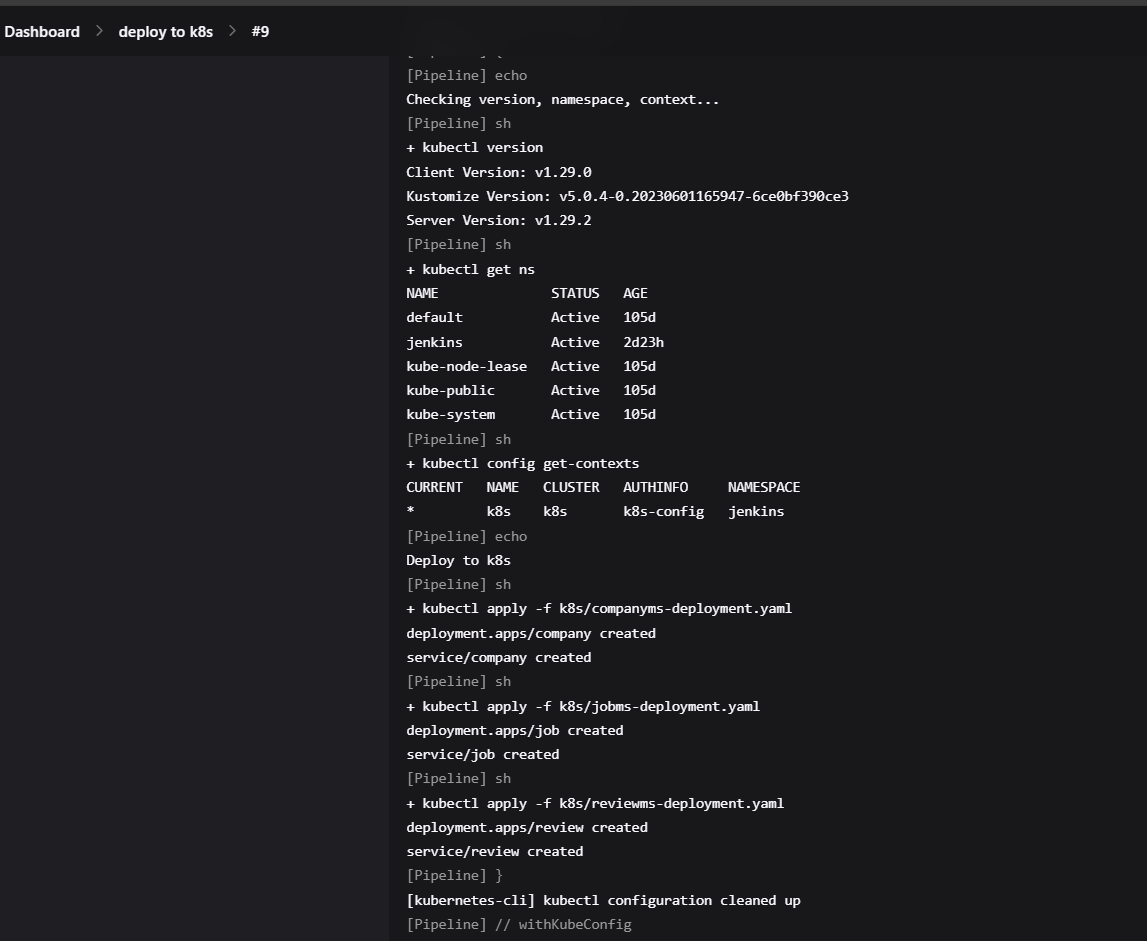 Dashboard > deploy to k8s > #9
[Pipeline] echo
Checking version, namespace, context...
[Pipeline] sh
+ kubectl version
Client Version: v1.29.0
Kustomize Version: v5.0.4-0.20230601165947-6ce0bf390ce3
Server Version: v1.29.2
[Pipeline] sh
+ kubectl get ns
NAME              STATUS   AGE
default           Active   105d
jenkins           Active   2d23h
kube-node-lease   Active   105d
kube-public       Active   105d
kube-system       Active   105d
[Pipeline] sh
+ kubectl config get-contexts
CURRENT   NAME   CLUSTER   AUTHINFO     NAMESPACE
*         k8s    k8s       k8s-config   jenkins
[Pipeline] echo
Deploy to k8s
[Pipeline] sh
+ kubectl apply -f k8s/companyms-deployment.yaml
deployment.apps/company created
service/company created
[Pipeline] sh
+ kubectl apply -f k8s/jobms-deployment.yaml
deployment.apps/job created
service/job created
[Pipeline] sh
+ kubectl apply -f k8s/reviewms-deployment.yaml
deployment.apps/review created
service/review created
[Pipeline] }
[kubernetes-cli] kubectl configuration cleaned up
[Pipeline] // withKubeConfig